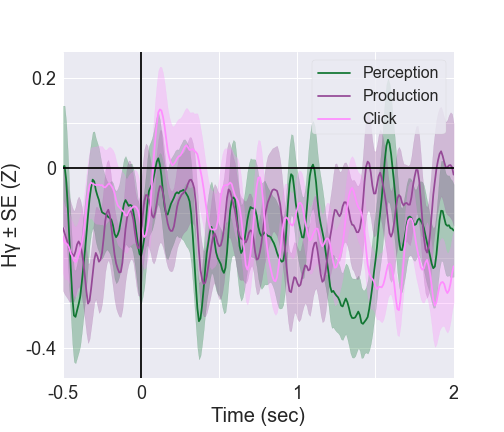 Perception
Production
Click
0.2
0
-0.4
Hγ ± SE (Z)
-0.5
0
1
2
Time (sec)